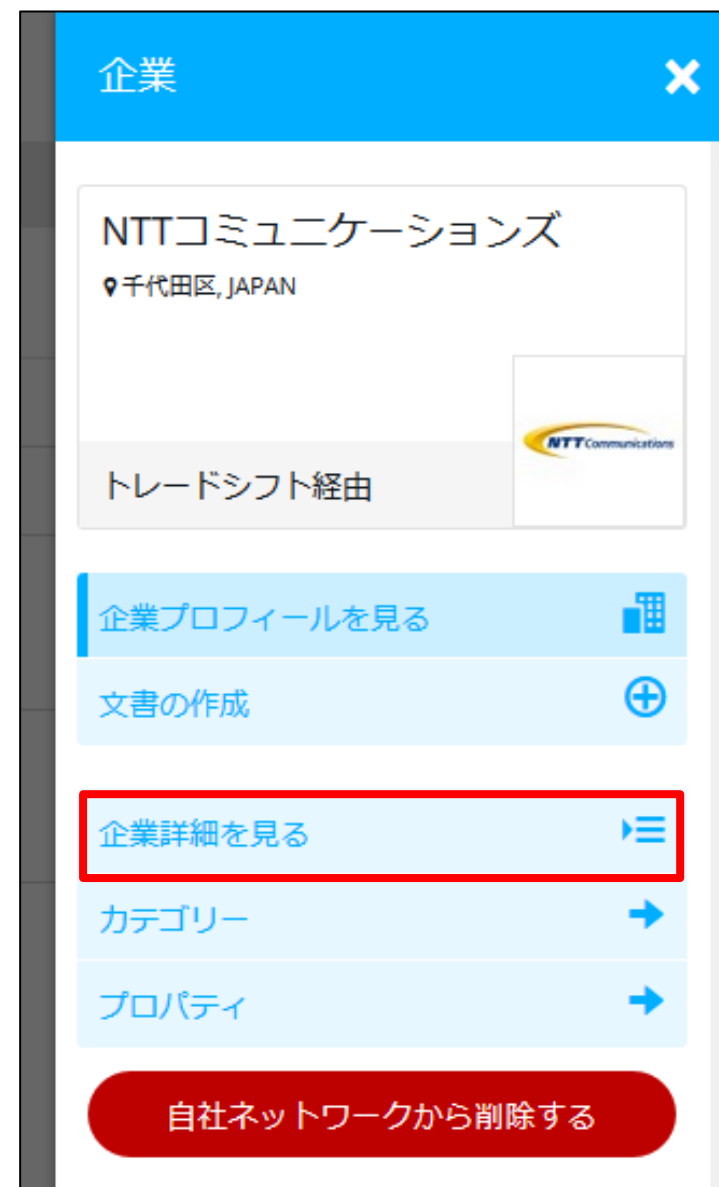 企業
NTTコミュニケーションズ
千代田区, JAPAN
NTT Communications
トレードシフト経由
企業プロフィールを見る
文書の作成
企業詳細を見る
カテゴリー
プロパティ
自社ネットワークから削除する